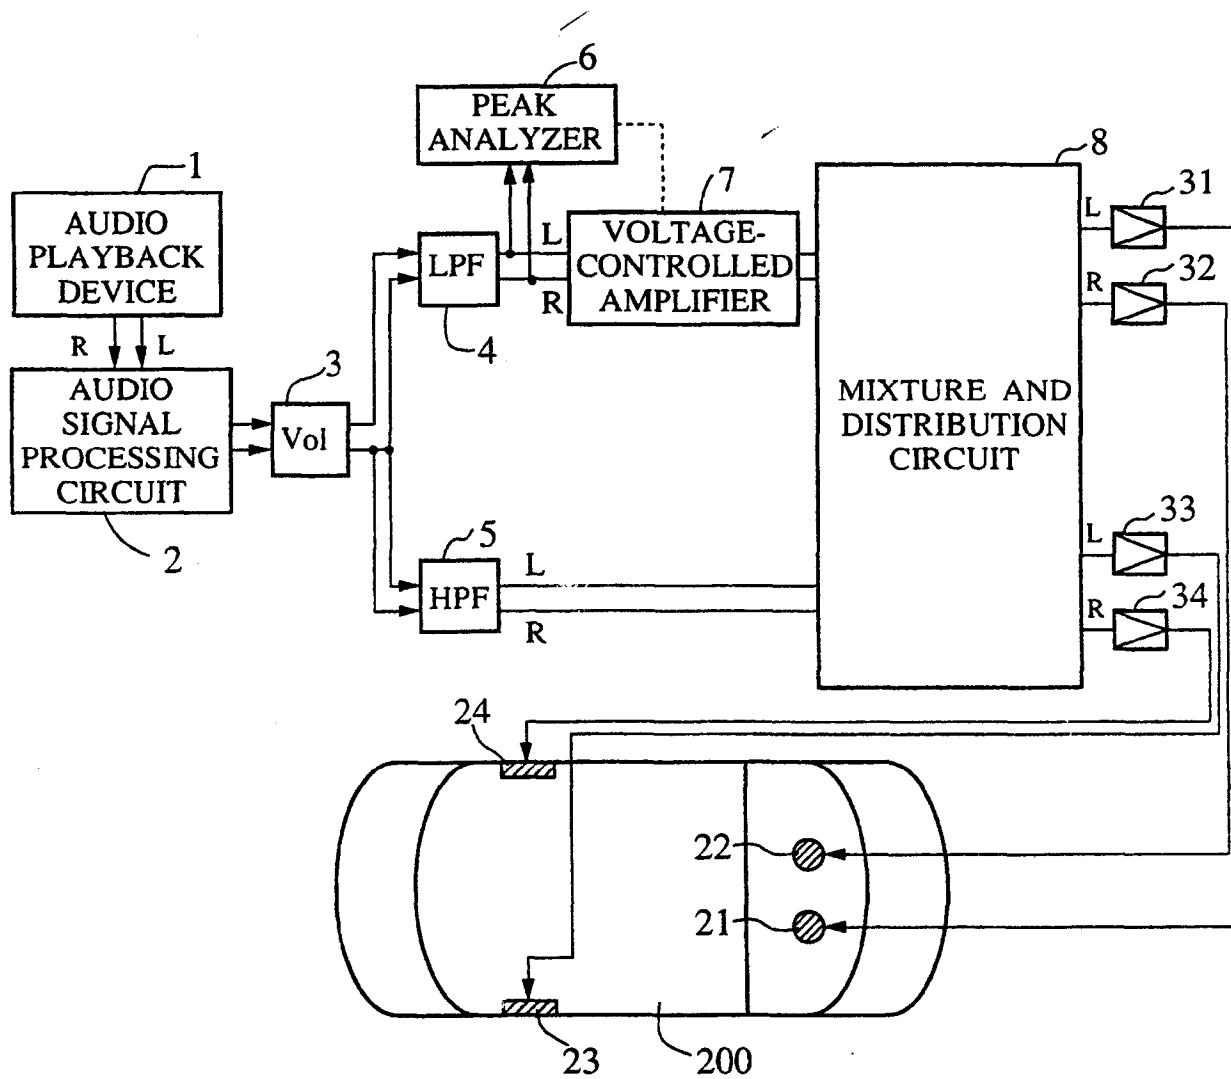 6
PEAK
ANALYZER
8
1
7
31
AUDIO
PLAYBACK
DEVICE
L
LPF
L
VOLTAGE-
CONTROLLED
AMPLIFIER
R
32
R
R L
3
4
AUDIO
SIGNAL
PROCESSING
CIRCUIT
Vol
MIXTURE AND
DISTRIBUTION
CIRCUIT
2
5
L
33
HPF
L
R
R
34
24
22
21
23
200